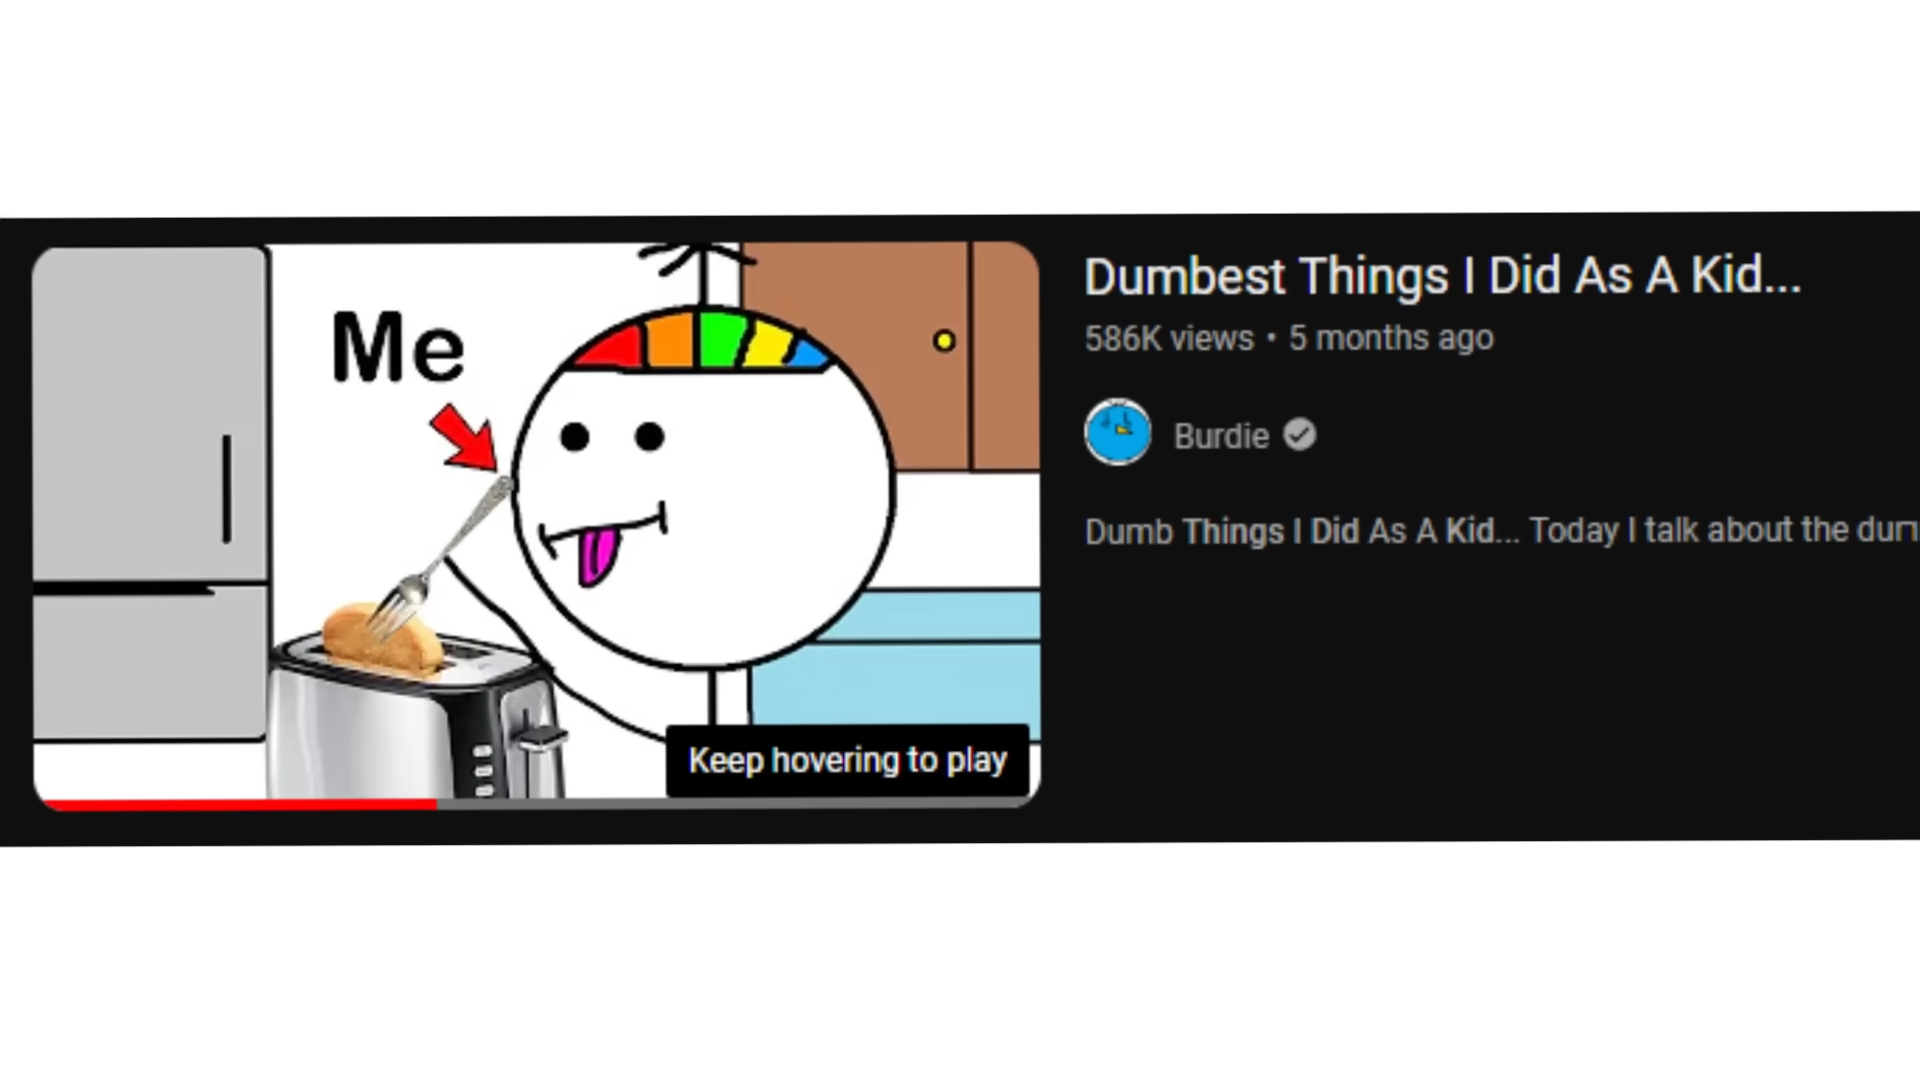 Me
Keep hovering to play
Dumbest Things I Did As A Kid...
586K views • 5 months ago
Burdie
Dumb Things I Did As A Kid... Today I talk about the